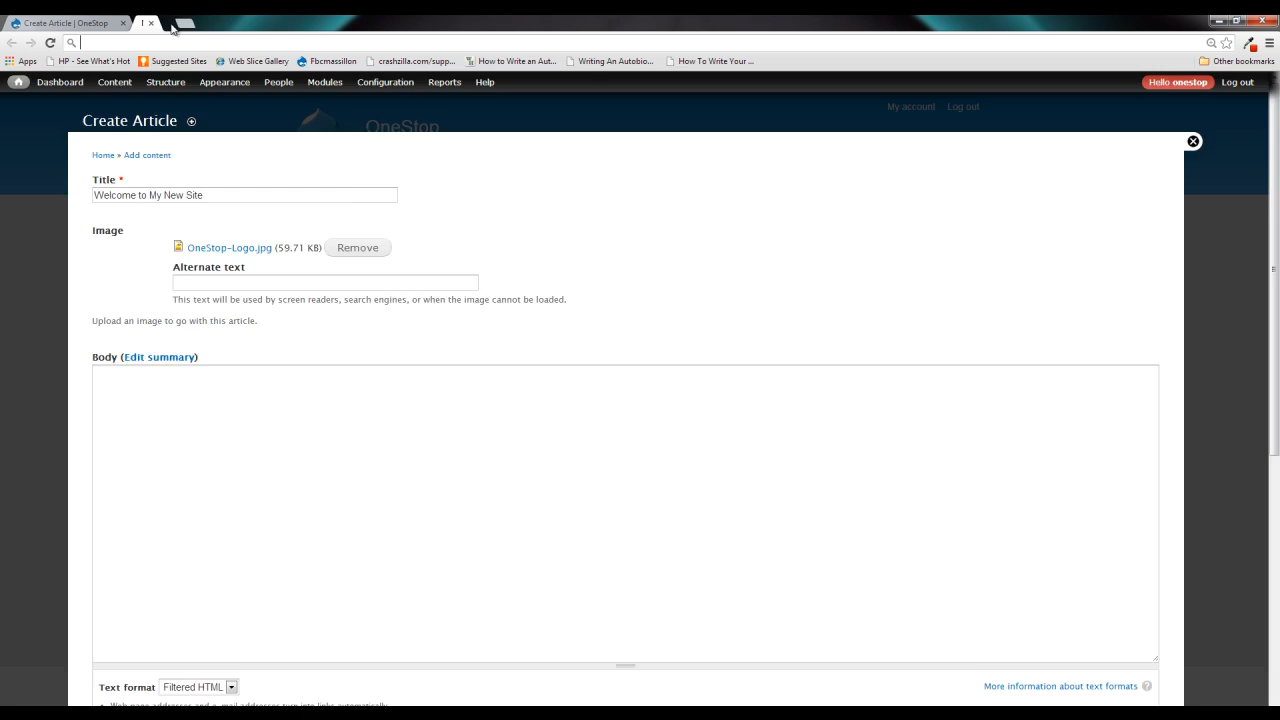 Create Article | OneStop
Apps HP - See What's Hot Suggested Sites Web Slice Gallery Fbcmassillon crashzilla.com/supp... How to Write an Aut... Writing An Autobio... How To Write Your ... Other bookmarks
Dashboard Content Structure Appearance People Modules Configuration Reports Help Hello onestop Log out
My account Log out
Create Article
OneStop
Home » Add content
Title *
Welcome to My New Site
Image
OneStop-Logo.jpg (59.71 KB) Remove
Alternate text
This text will be used by screen readers, search engines, or when the image cannot be loaded.
Upload an image to go with this article.
Body (Edit summary)
Text format Filtered HTML More information about text formats ?
Web page addresses and e-mail addresses turn into links automatically.